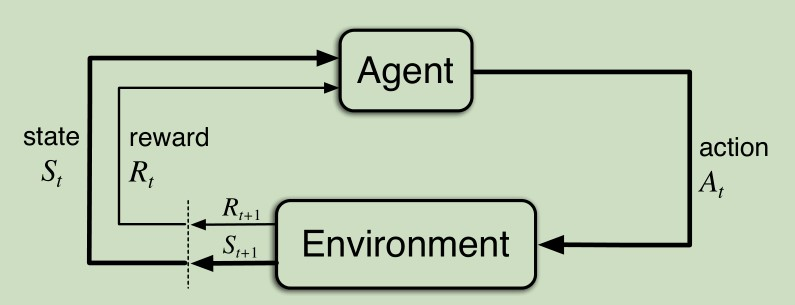 Agent
state
S_t
reward
R_t
action
A_t
R_{t+1}
S_{t+1}
Environment